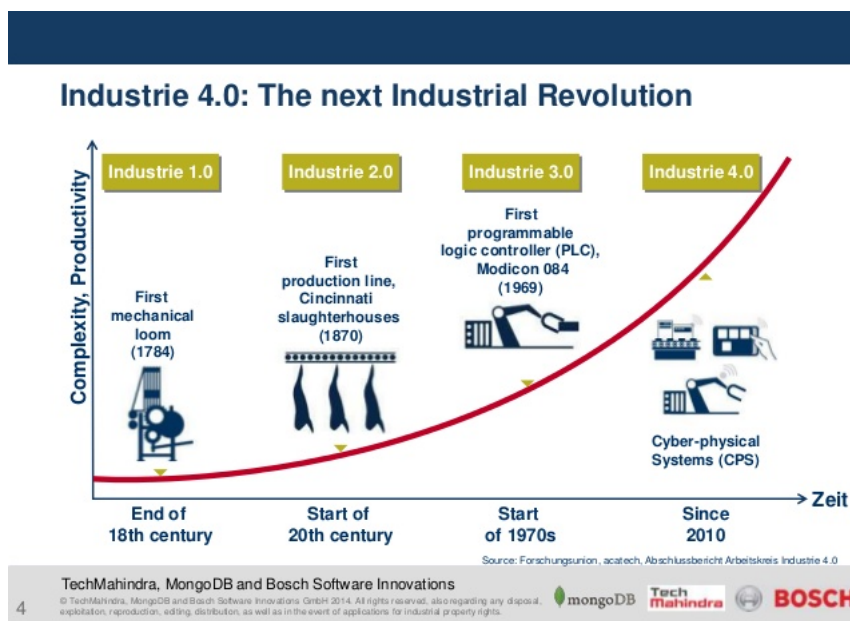 Industrie 4.0: The next Industrial Revolution
Complexity, Productivity
Industrie 1.0
Industrie 2.0
Industrie 3.0
Industrie 4.0
First
mechanical
loom
(1784)
First
production line,
Cincinnati
slaughterhouses
(1870)
First
programmable
logic controller (PLC),
Modicon 084
(1969)
Cyber-physical
Systems (CPS)
Zeit
End of
18th century
Start of
20th century
Start
of 1970s
Since
2010
Source: Forschungsunion, acatech, Abschlussbericht Arbeitskreis Industrie 4.0
4
TechMahindra, MongoDB and Bosch Software Innovations
© TechMahindra, MongoDB and Bosch Software Innovations GmbH 2014. All rights reserved, also regarding any disposal,
exploitation, reproduction, editing, distribution, as well as in the event of applications for industrial property rights.
mongoDB
Tech
Mahindra
BOSCH